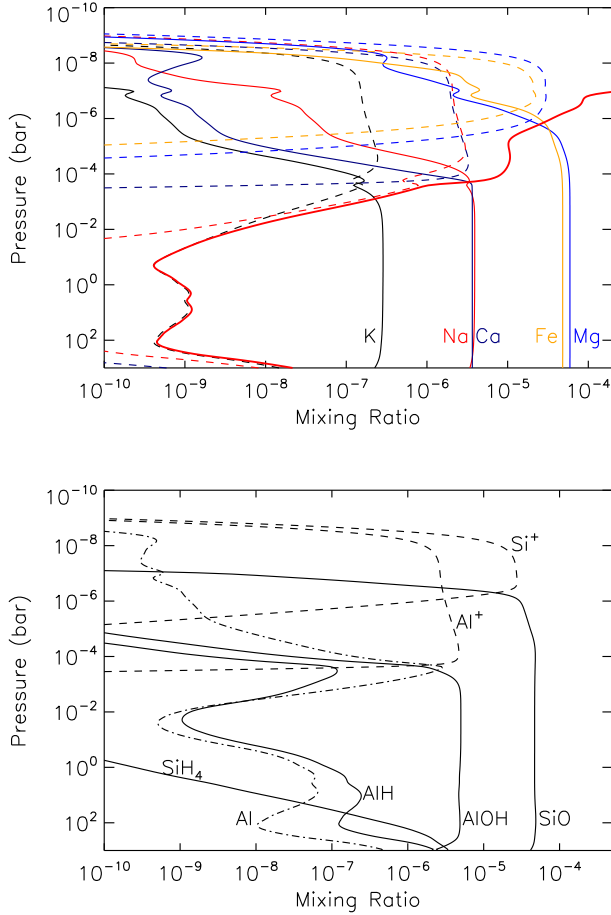 10⁻¹⁰
10⁻⁸
10⁻⁶
10⁻⁴
10⁻²
10⁰
10²
Pressure (bar)
K
Na
Ca
Fe
Mg
10⁻¹⁰ 10⁻⁹ 10⁻⁸ 10⁻⁷ 10⁻⁶ 10⁻⁵ 10⁻⁴
Mixing Ratio
10⁻¹⁰
10⁻⁸
10⁻⁶
10⁻⁴
10⁻²
10⁰
10²
Pressure (bar)
Si⁺
Al⁺
SiH₄
Al
AlH
AlOH
SiO
10⁻¹⁰ 10⁻⁹ 10⁻⁸ 10⁻⁷ 10⁻⁶ 10⁻⁵ 10⁻⁴
Mixing Ratio